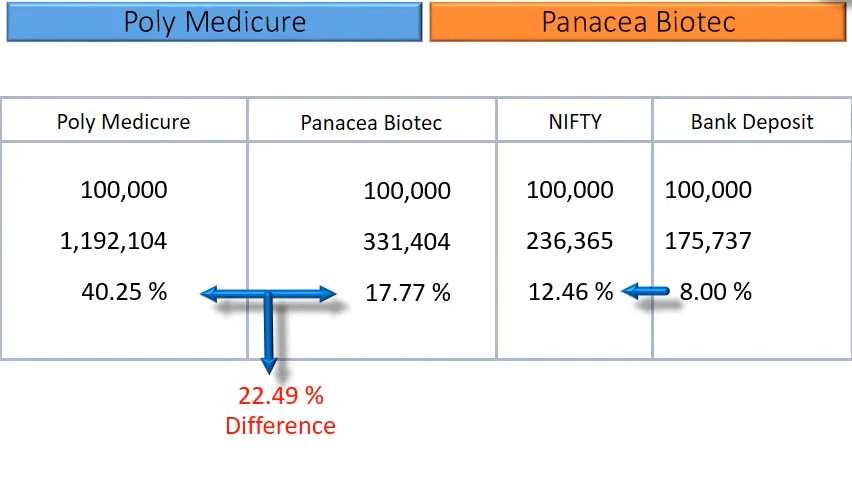 Poly Medicure
Panacea Biotec
Poly Medicure Panacea Biotec NIFTY Bank Deposit
100,000 100,000 100,000 100,000
1,192,104 331,404 236,365 175,737
40.25 % 17.77 % 12.46 % 8.00 %
22.49 %
Difference